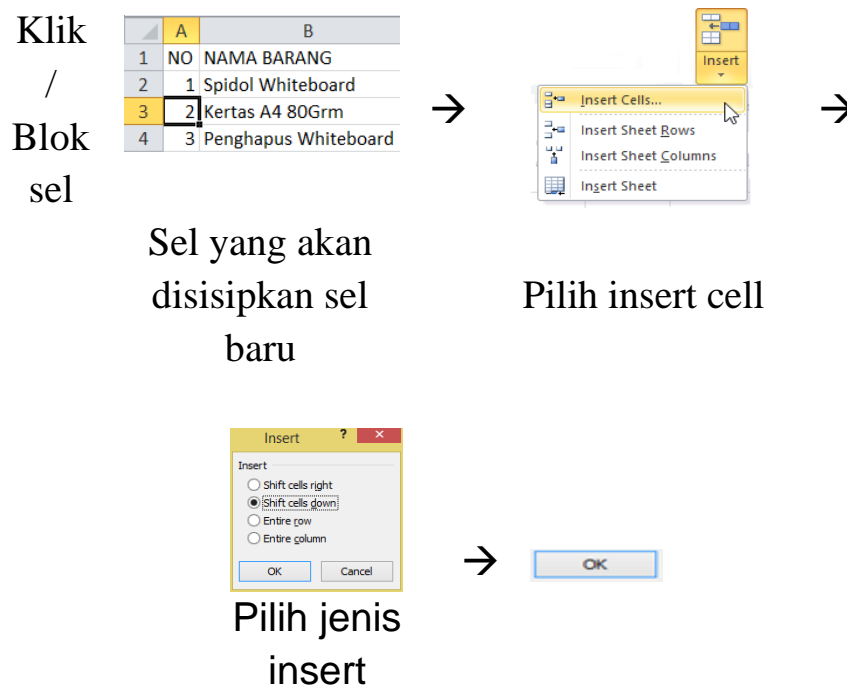 Klik
/
Blok
sel
A B
1 NO NAMA BARANG
2 1 Spidol Whiteboard
3 2 Kertas A4 80Grm
4 3 Penghapus Whiteboard
→
Insert
Insert Cells...
Insert Sheet Rows
Insert Sheet Columns
Insert Sheet
→
Sel yang akan
disisipkan sel
baru
Pilih insert cell
Insert ? ×
Insert
Shift cells right
Shift cells down
Entire row
Entire column
OK Cancel
→
OK
Pilih jenis
insert